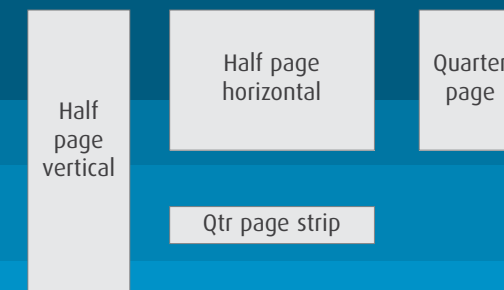 Half
page
vertical
Half page
horizontal
Quarter
page
Qtr page strip